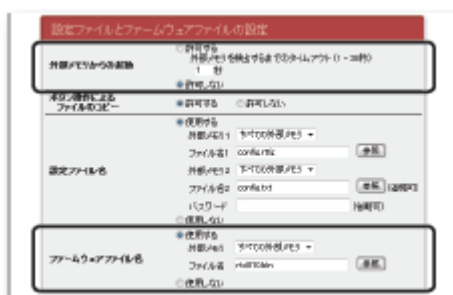 設定ファイルとファームウェアファイルの設定
許可する
外部メモリを検出するまでのタイムアウト(1 - 30秒)
外部メモリからの起動
1 秒
許可しない
ボタン操作による
ファイルのコピー
許可する 許可しない
使用する
外部メモリ1 すべての外部メモリ
ファイル名1 参照
設定ファイル名
外部メモリ2 すべての外部メモリ
ファイル名2 config.txt 参照 (省略可)
パスワード (省略可)
使用しない
使用する
外部メモリ すべての外部メモリ
ファームウェアファイル名
ファイル名 参照
使用しない